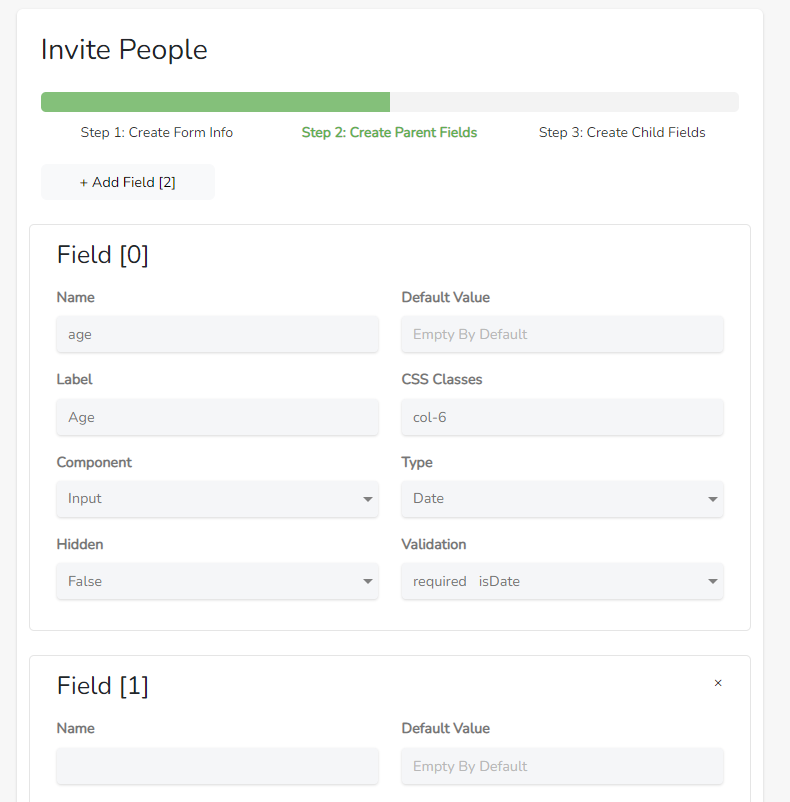 Invite People
Step 1: Create Form Info Step 2: Create Parent Fields Step 3: Create Child Fields
+ Add Field [2]
Field [0]
Name Default Value
age Empty By Default
Label CSS Classes
Age col-6
Component Type
Input Date
Hidden Validation
False required isDate
Field [1] ×
Name Default Value
Empty By Default